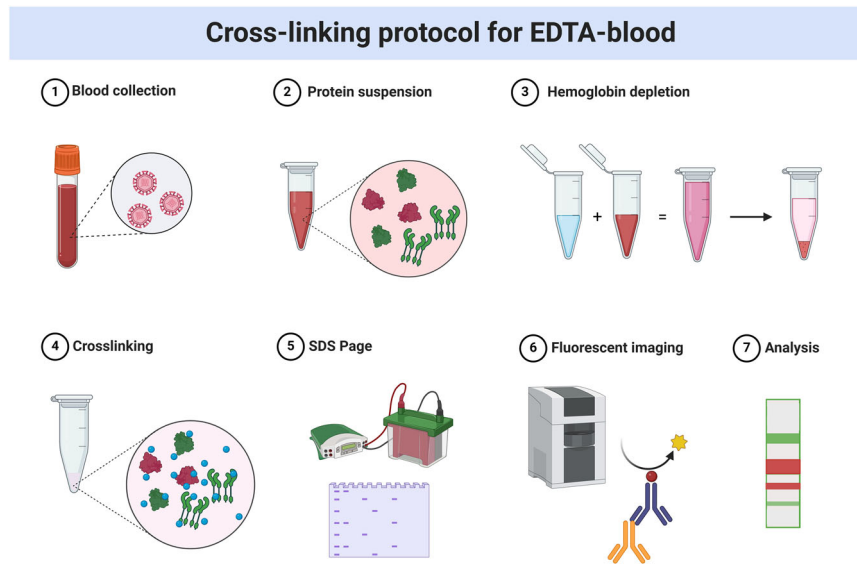 Cross-linking protocol for EDTA-blood
1 Blood collection
2 Protein suspension
3 Hemoglobin depletion
+
=
4 Crosslinking
5 SDS Page
6 Fluorescent imaging
7 Analysis